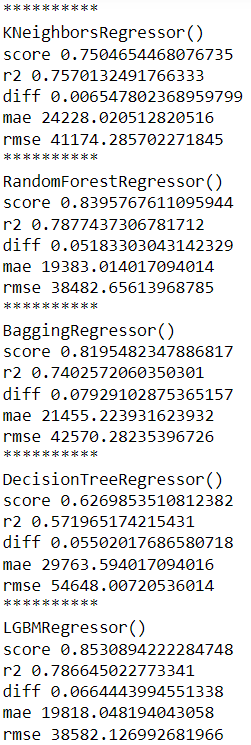 **********
KNeighborsRegressor()
score 0.7504654468076735
r2 0.7570132491766333
diff 0.006547802368959799
mae 24228.020512820516
rmse 41174.285702271845
**********
RandomForestRegressor()
score 0.8395767611095944
r2 0.7877437306781712
diff 0.05183303043142329
mae 19383.014017094014
rmse 38482.65613968785
**********
BaggingRegressor()
score 0.8195482347886817
r2 0.7402572060350301
diff 0.07929102875365157
mae 21455.223931623932
rmse 42570.28235396726
**********
DecisionTreeRegressor()
score 0.6269853510812382
r2 0.571965174215431
diff 0.05502017686580718
mae 29763.594017094016
rmse 54648.00720536014
**********
LGBMRegressor()
score 0.8530894222284748
r2 0.786645022773341
diff 0.0664443994551338
mae 19818.048194043058
rmse 38582.126992681966